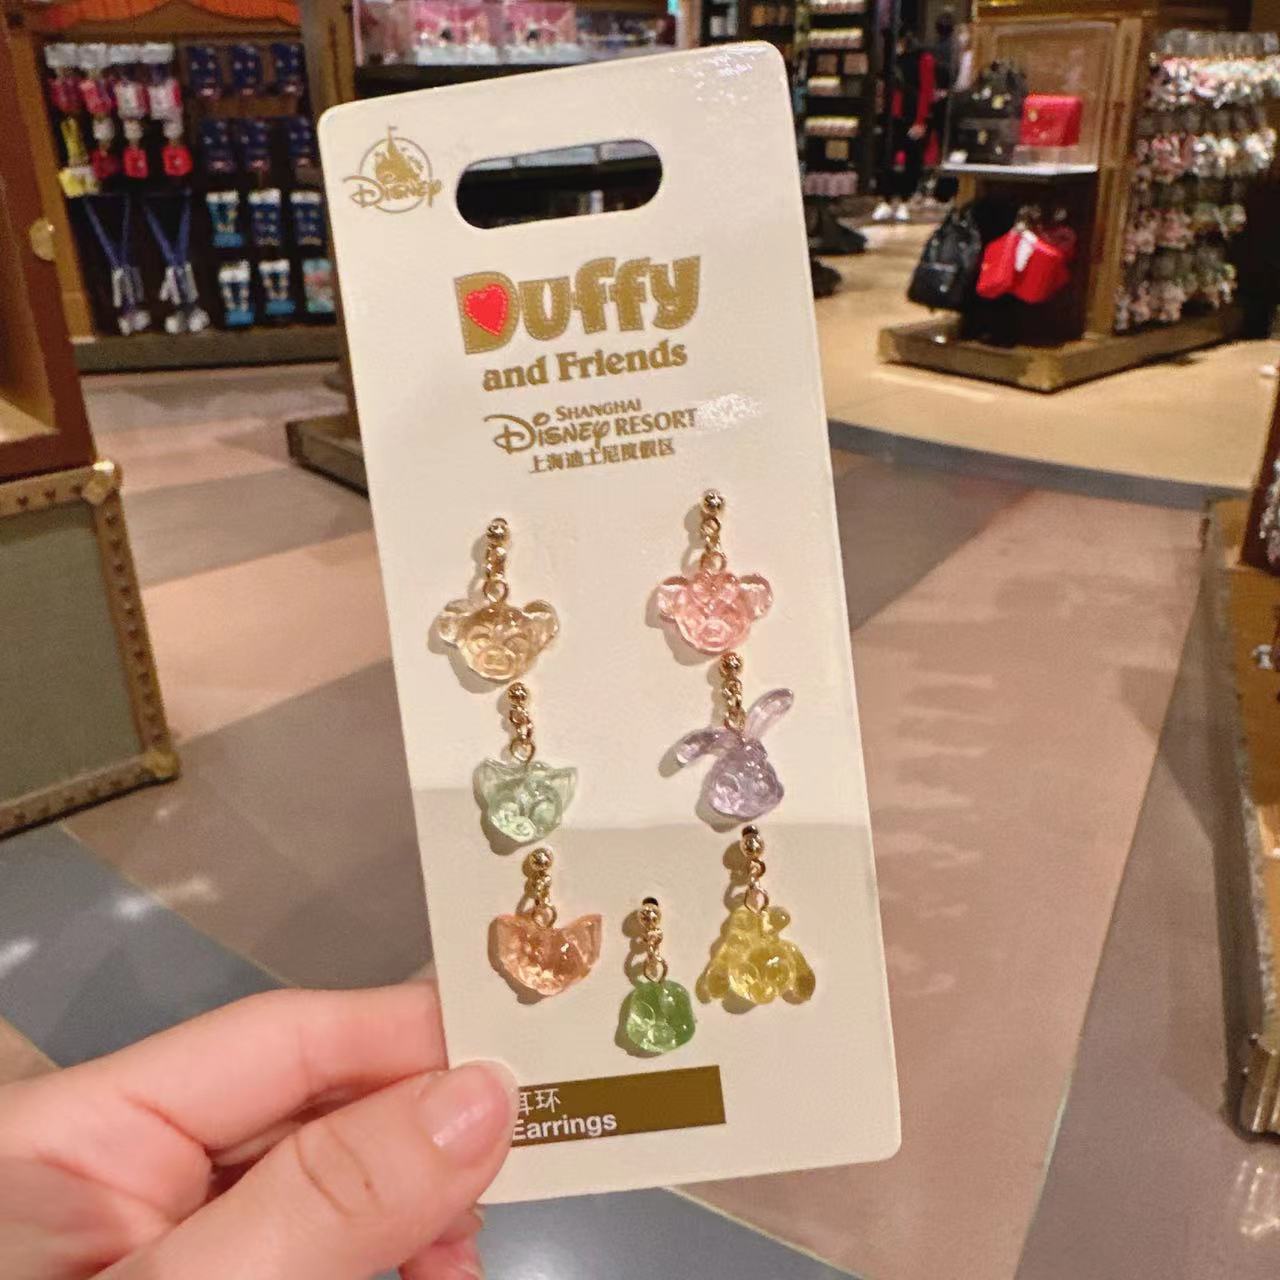 Disney
Duffy
and Friends
SHANGHAI
Disney RESORT
上海迪士尼度假区
耳环
Earrings